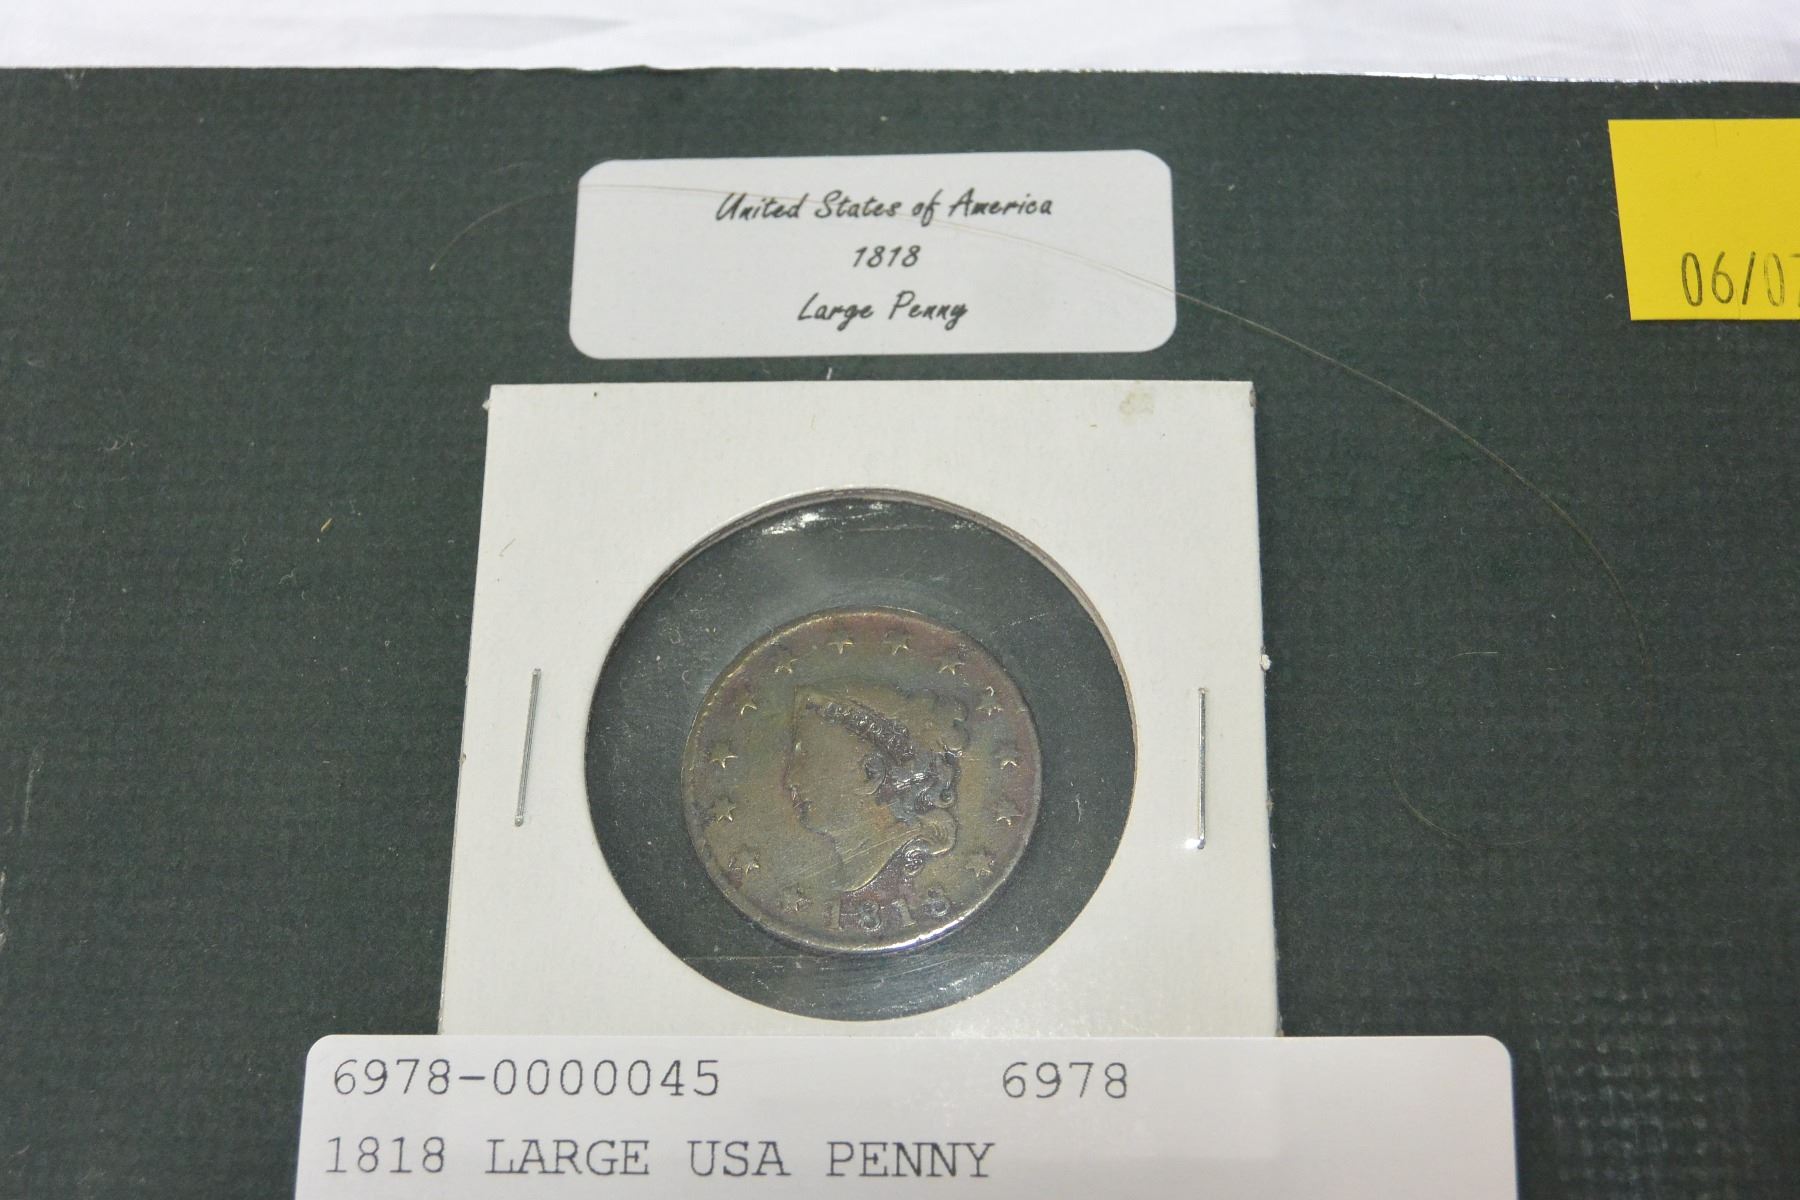 United States of America
1818
Large Penny
06/07
1818
6978-0000045 6978
1818 LARGE USA PENNY